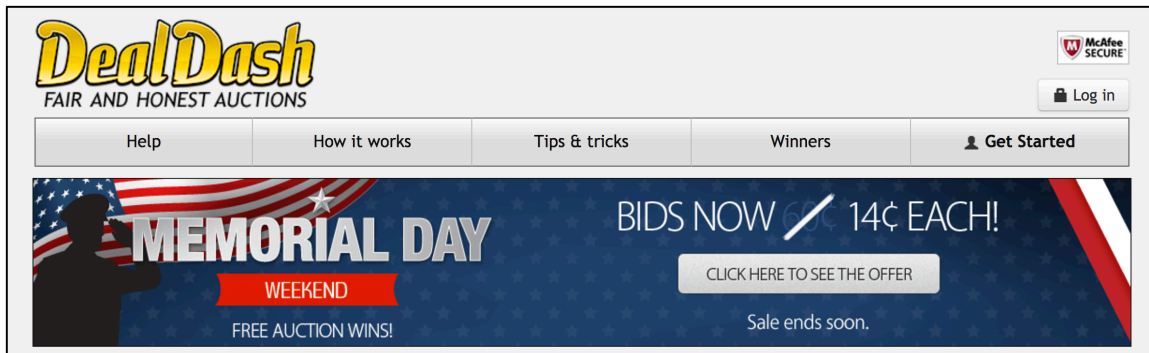 DealDash
FAIR AND HONEST AUCTIONS
McAfee
SECURE
Log in
Help
How it works
Tips & tricks
Winners
Get Started
MEMORIAL DAY
WEEKEND
FREE AUCTION WINS!
BIDS NOW 60¢ 14¢ EACH!
CLICK HERE TO SEE THE OFFER
Sale ends soon.